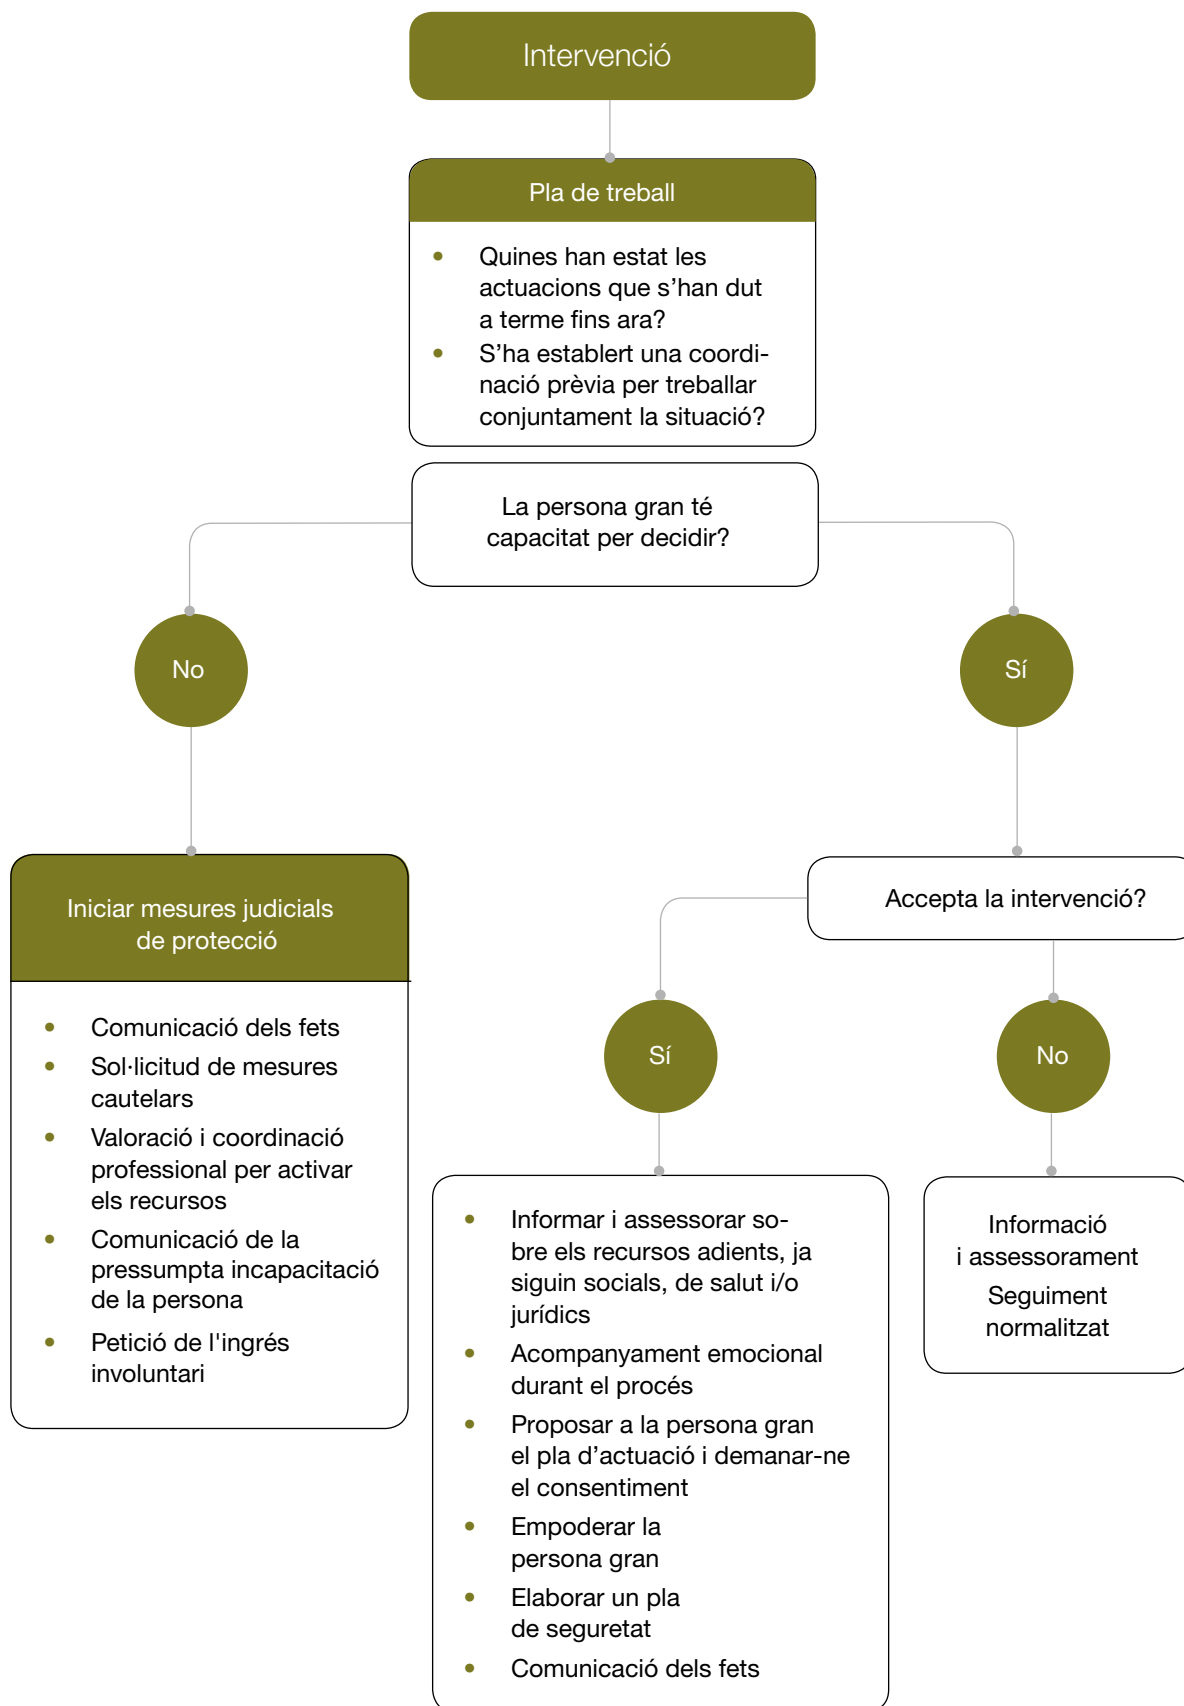 Intervenció
Pla de treball
• Quines han estat les
actuacions que s’han dut
a terme fins ara?
• S’ha establert una coordi-
nació prèvia per treballar
conjuntament la situació?
La persona gran té
capacitat per decidir?
No
Sí
Iniciar mesures judicials
de protecció
• Comunicació dels fets
• Sol·licitud de mesures
cautelars
• Valoració i coordinació
professional per activar
els recursos
• Comunicació de la
pressumpta incapacitació
de la persona
• Petició de l'ingrés
involuntari
Accepta la intervenció?
Sí
No
• Informar i assessorar so-
bre els recursos adients, ja
siguin socials, de salut i/o
jurídics
• Acompanyament emocional
durant el procés
• Proposar a la persona gran
el pla d’actuació i demanar-ne
el consentiment
• Empoderar la
persona gran
• Elaborar un pla
de seguretat
• Comunicació dels fets
Informació
i assessorament
Seguiment
normalitzat